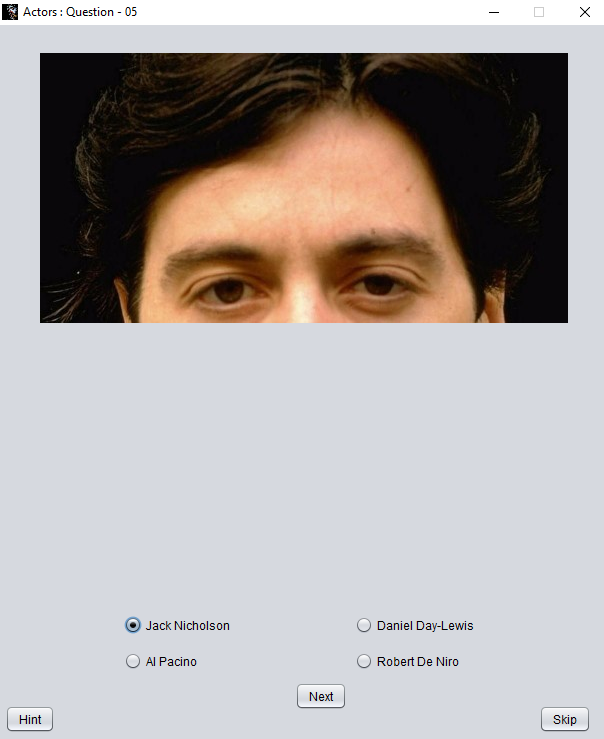 Actors : Question - 05
Jack Nicholson
Daniel Day-Lewis
Al Pacino
Robert De Niro
Next
Hint
Skip